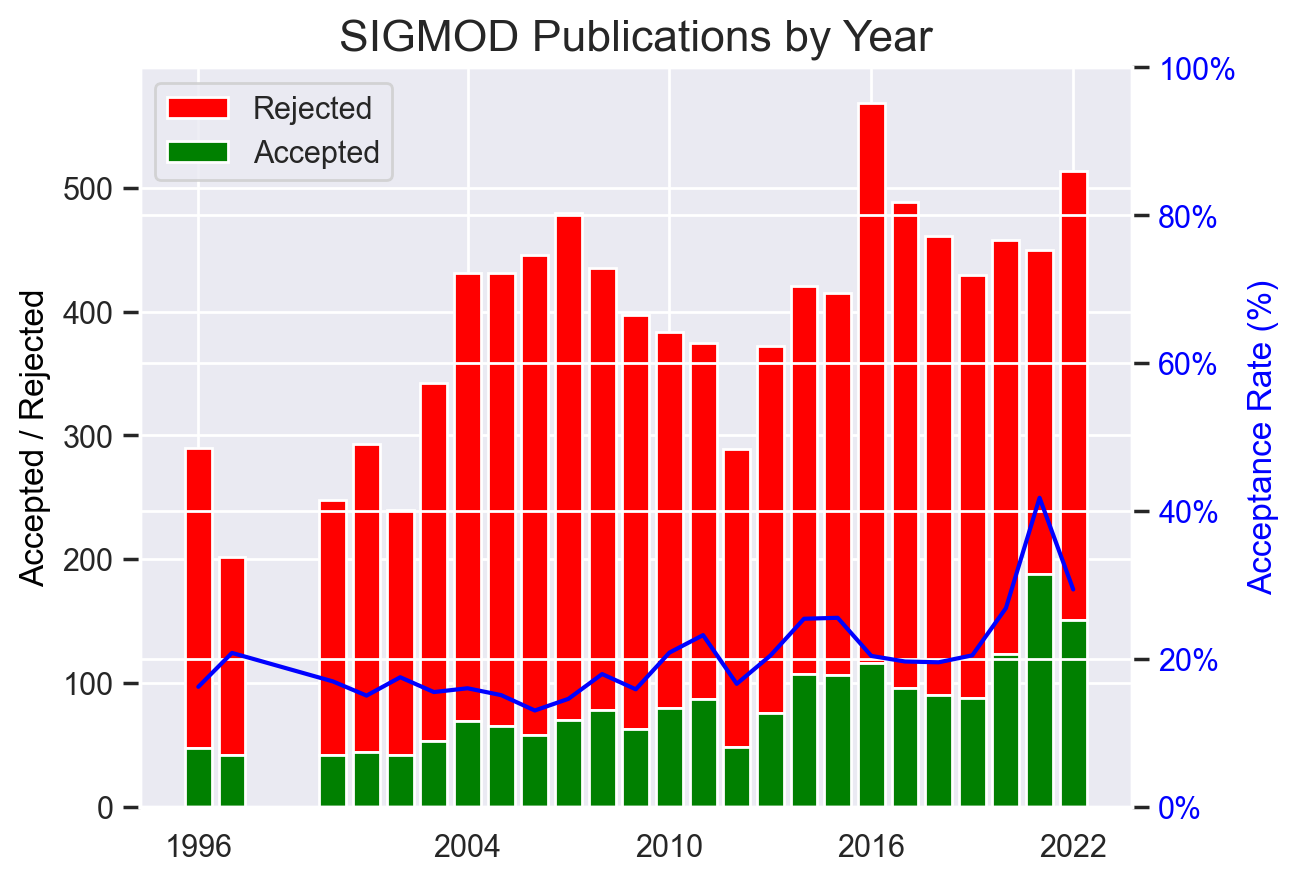 SIGMOD Publications by Year
Rejected
Accepted
Accepted / Rejected
500
400
300
200
100
0
100%
80%
60%
40%
20%
0%
Acceptance Rate (%)
1996 2004 2010 2016 2022